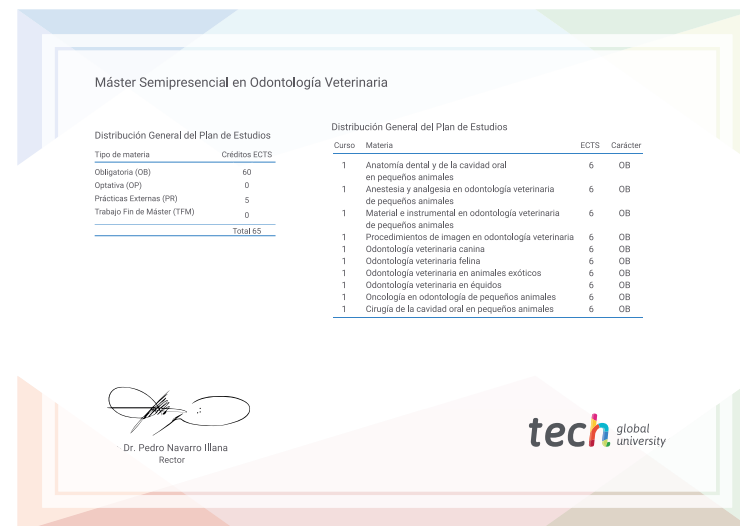 Máster Semipresencial en Odontología Veterinaria
Distribución General del Plan de Estudios
Tipo de materia Créditos ECTS
Obligatoria (OB) 60
Optativa (OP) 0
Prácticas Externas (PR) 5
Trabajo Fin de Máster (TFM) 0
Total 65
Distribución General del Plan de Estudios
Curso Materia ECTS Carácter
1 Anatomía dental y de la cavidad oral 6 OB
en pequeños animales
1 Anestesia y analgesia en odontología veterinaria 6 OB
de pequeños animales
1 Material e instrumental en odontología veterinaria 6 OB
de pequeños animales
1 Procedimientos de imagen en odontología veterinaria 6 OB
1 Odontología veterinaria canina 6 OB
1 Odontología veterinaria felina 6 OB
1 Odontología veterinaria en animales exóticos 6 OB
1 Odontología veterinaria en équidos 6 OB
1 Oncología en odontología de pequeños animales 6 OB
1 Cirugía de la cavidad oral en pequeños animales 6 OB
Dr. Pedro Navarro Illana
Rector
tech global
university